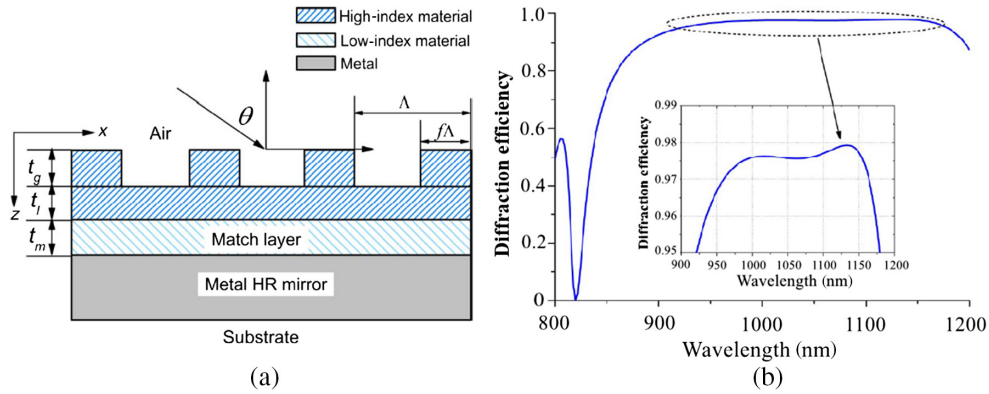 High-index material
Low-index material
Metal
θ
Λ
x
Air
fΛ
t_g
t_l
z
t_m
Match layer
Metal HR mirror
Substrate
(a)
Diffraction efficiency
1.0
0.8
0.6
0.4
0.2
0
800
900
1000
1100
1200
Wavelength (nm)
Diffraction efficiency
0.99
0.98
0.97
0.96
0.95
900
950
1000
1050
1100
1150
1200
Wavelength (nm)
(b)